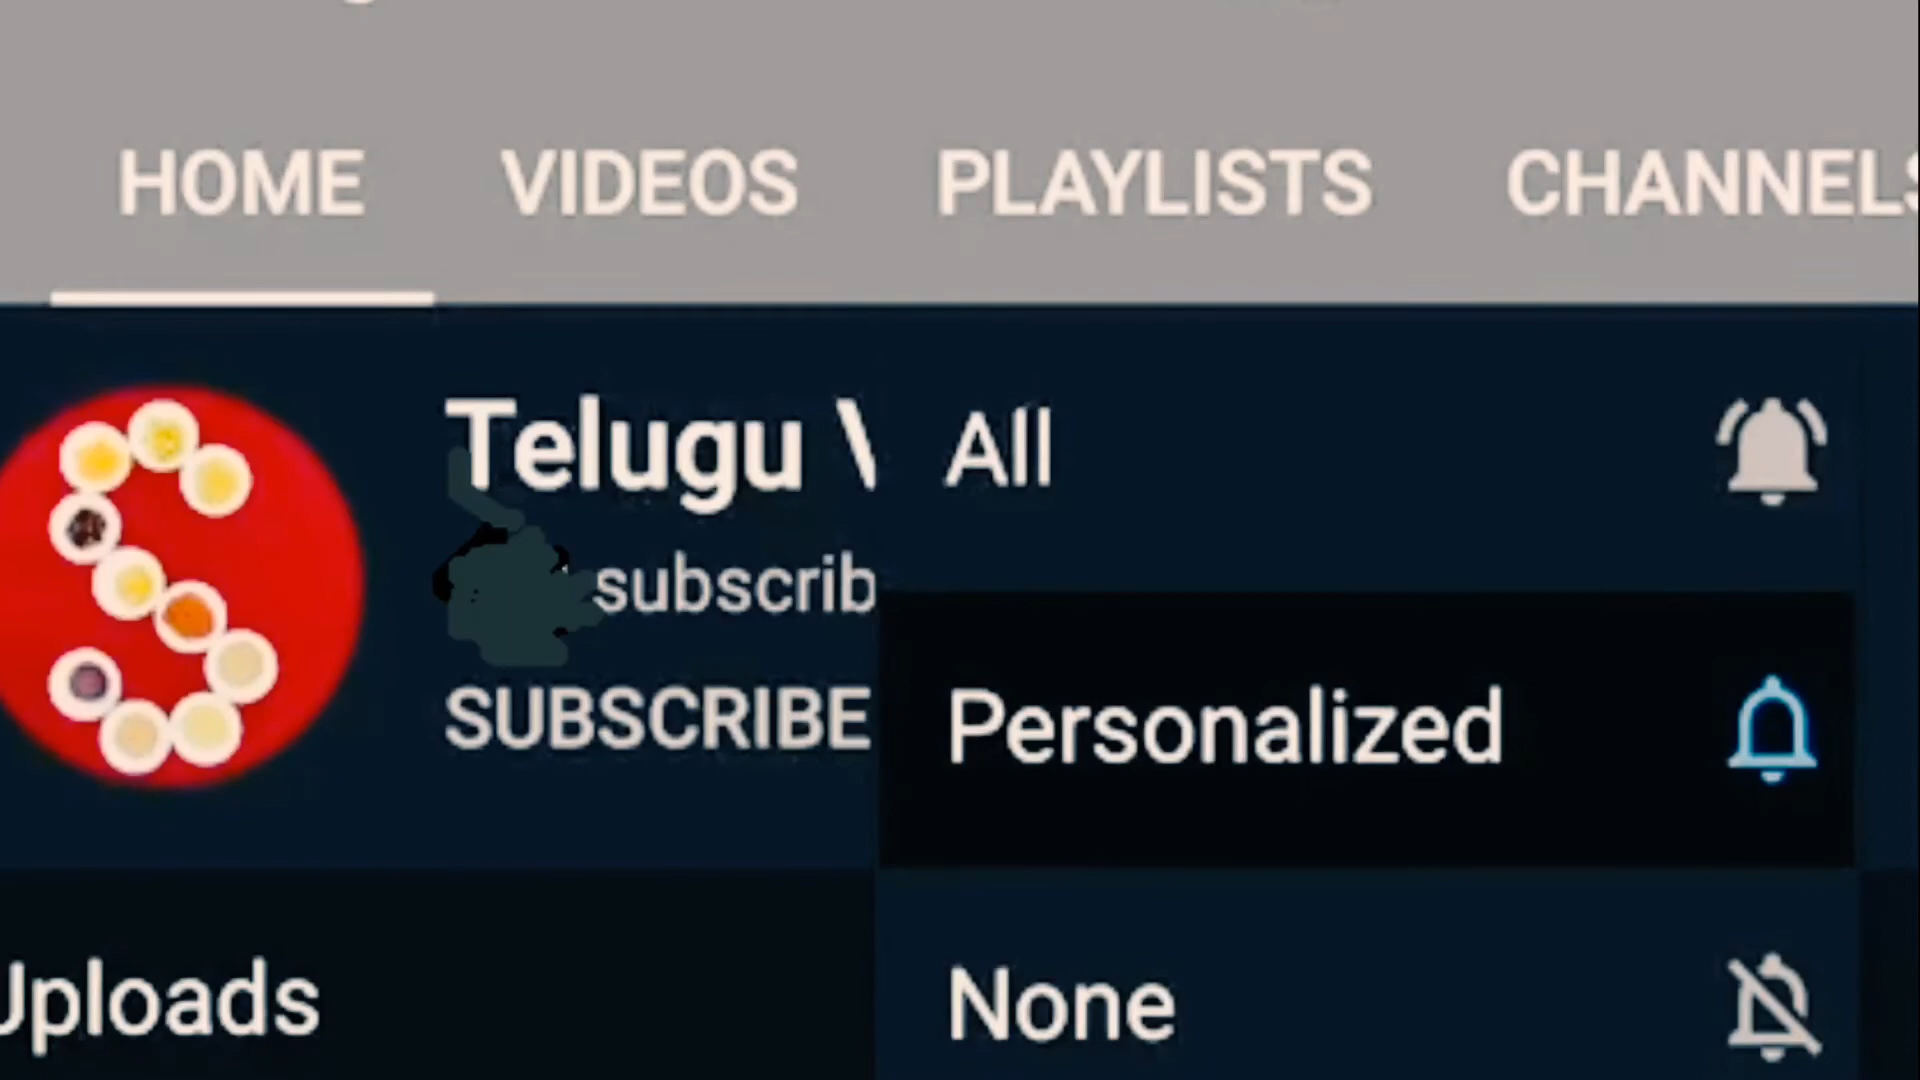 HOME VIDEOS PLAYLISTS CHANNELS
Telugu
subscrib
SUBSCRIBE
Uploads
All
Personalized
None